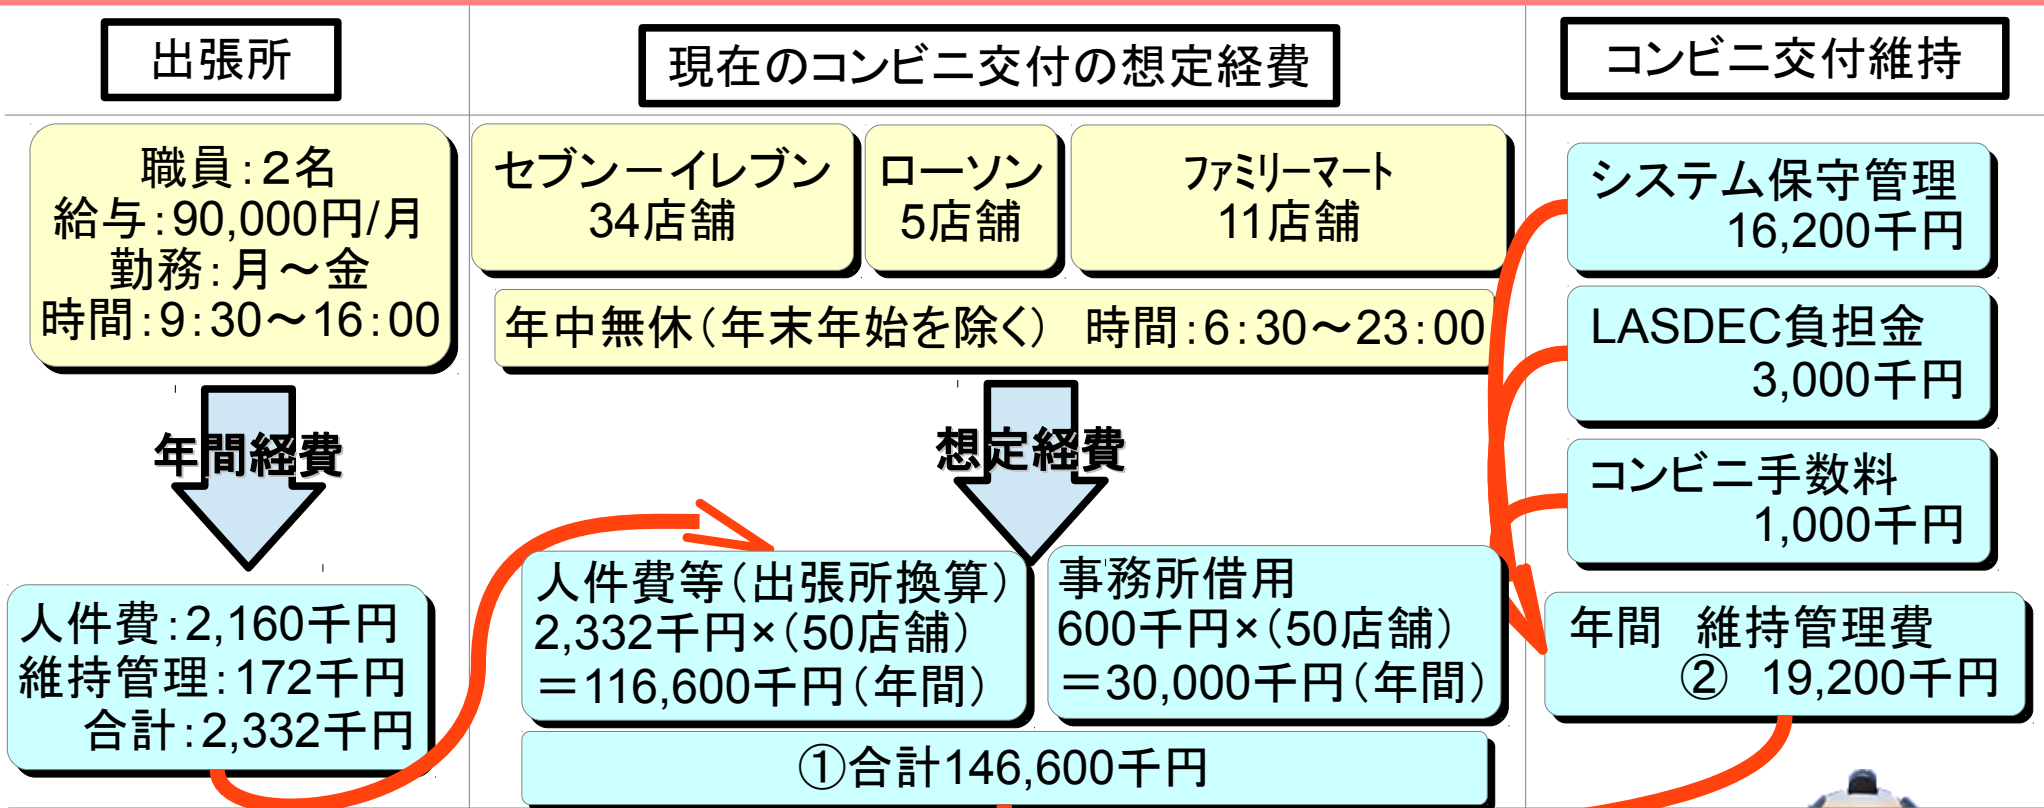 出張所
職員：２名
給与：90,000円/月
勤務：月～金
時間：9：30～16：00
年間経費
人件費：2,160千円
維持管理：172千円
合計：2,332千円
現在のコンビニ交付の想定経費
セブン－イレブン
34店舗
ローソン
5店舗
ファミリーマート
11店舗
年中無休（年末年始を除く）　時間：6：30～23：00
想定経費
人件費等（出張所換算）
2,332千円×（50店舗）
＝116,600千円（年間）
事務所借用
600千円×（50店舗）
＝30,000千円（年間）
①合計146,600千円
コンビニ交付維持
システム保守管理
16,200千円
LASDEC負担金
3,000千円
コンビニ手数料
1,000千円
年間　維持管理費
②　19,200千円